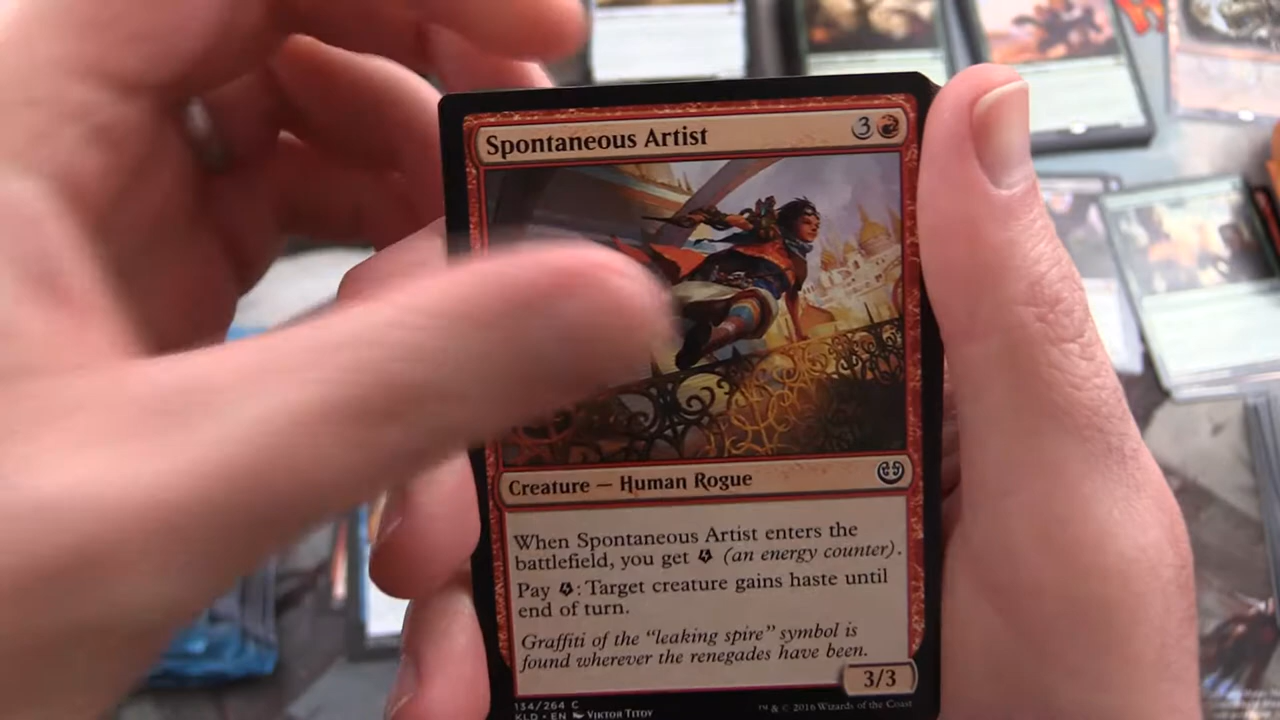 Spontaneous Artist 3
Creature — Human Rogue
When Spontaneous Artist enters the
battlefield, you get (an energy counter).
Pay : Target creature gains haste until
end of turn.
Graffiti of the “leaking spire” symbol is
found wherever the renegades have been.
3/3
134/264 C
KLD • EN Viktor Titov
™ & © 2016 Wizards of the Coast